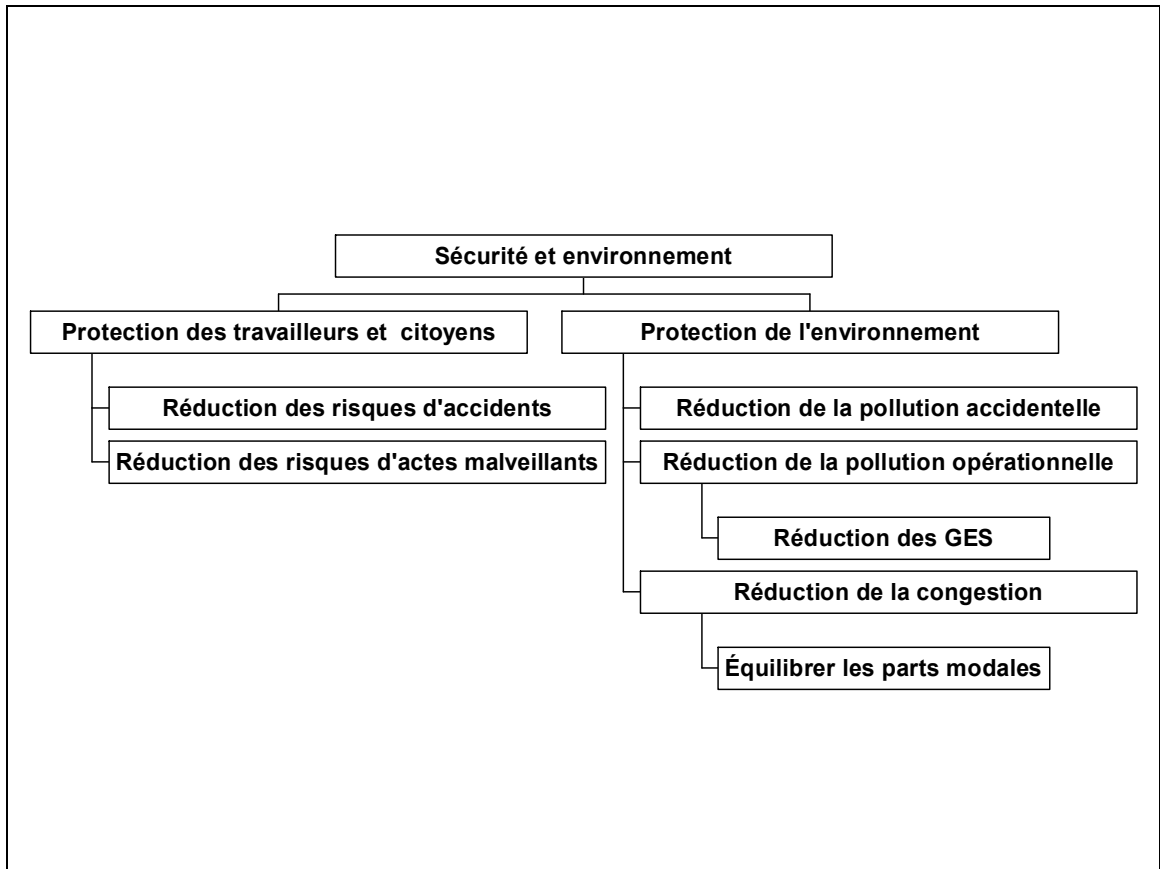 Sécurité et environnement
Protection des travailleurs et  citoyens
Réduction des risques d'accidents
Réduction des risques d'actes malveillants
Protection de l'environnement
Réduction de la pollution accidentelle
Réduction de la pollution opérationnelle
Réduction des GES
Réduction de la congestion
Équilibrer les parts modales